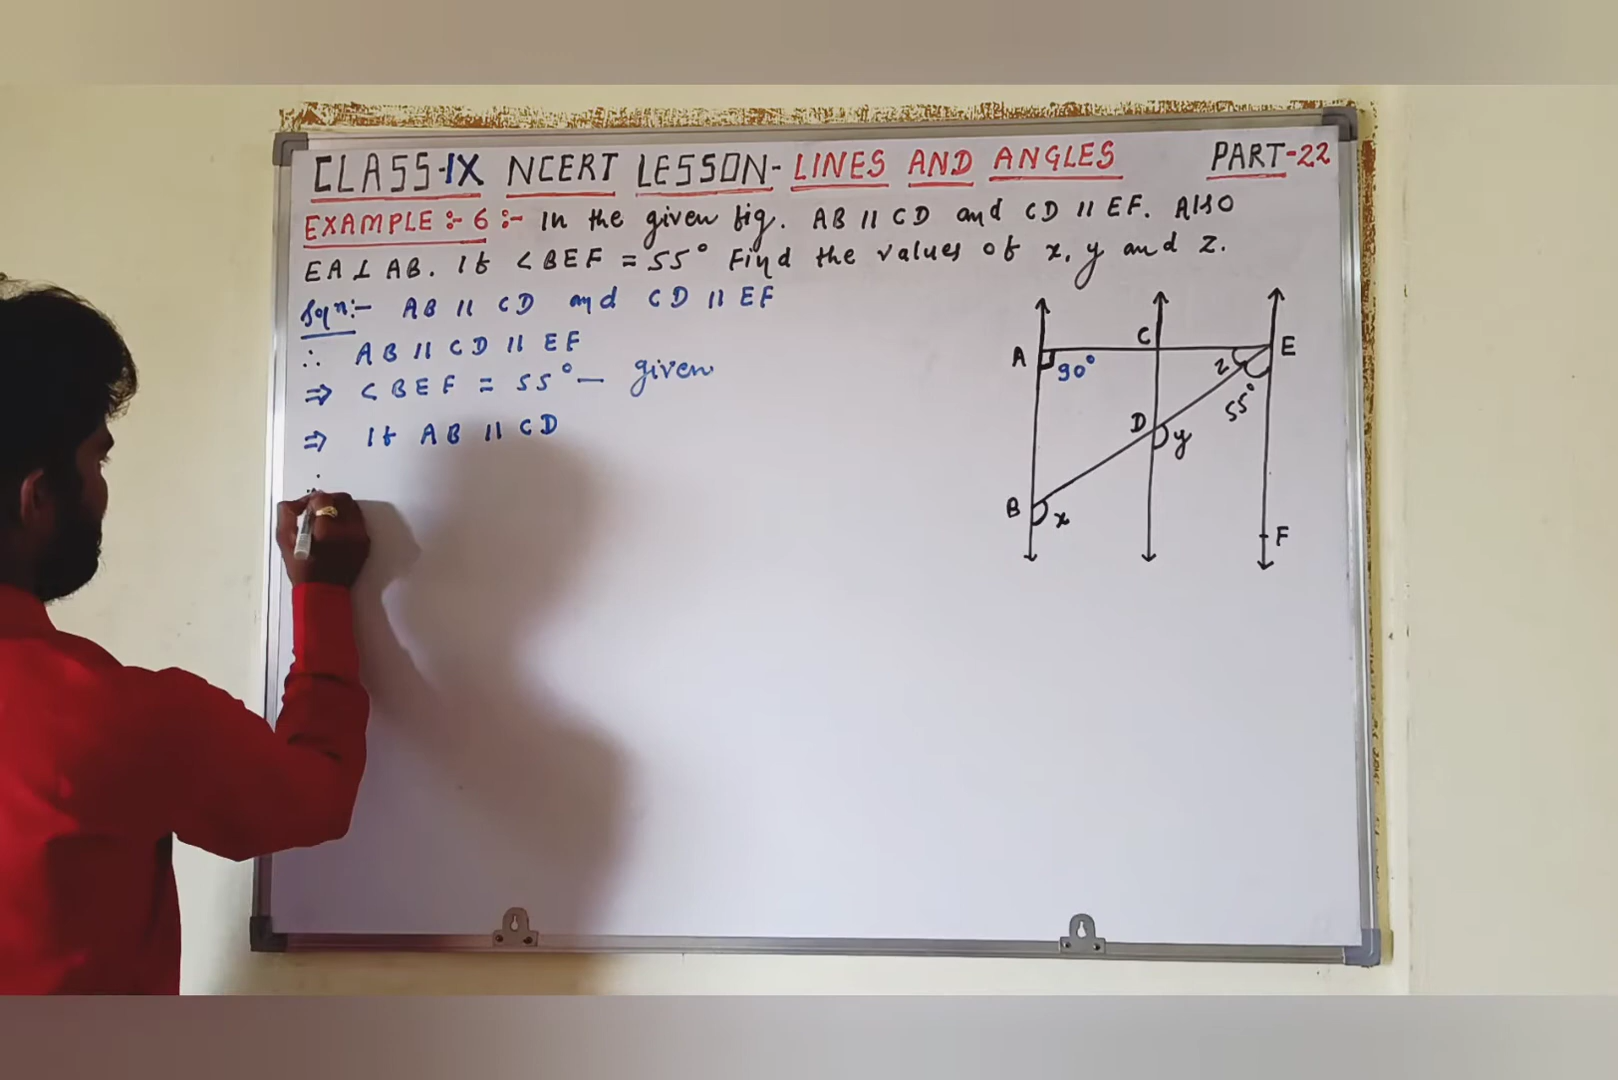 CLASS-IX NCERT LESSON- LINES AND ANGLES PART-22
EXAMPLE :- 6 :- In the given fig. AB || CD and CD || EF. Also
EA ⊥ AB. If <BEF = 55° Find the values of x, y and z.
Solⁿ:- AB || CD and CD || EF
∴ AB || CD || EF
⇒ <BEF = 55° — given
⇒ If AB || CD
A 90° C E
z 55°
D y
B x
F